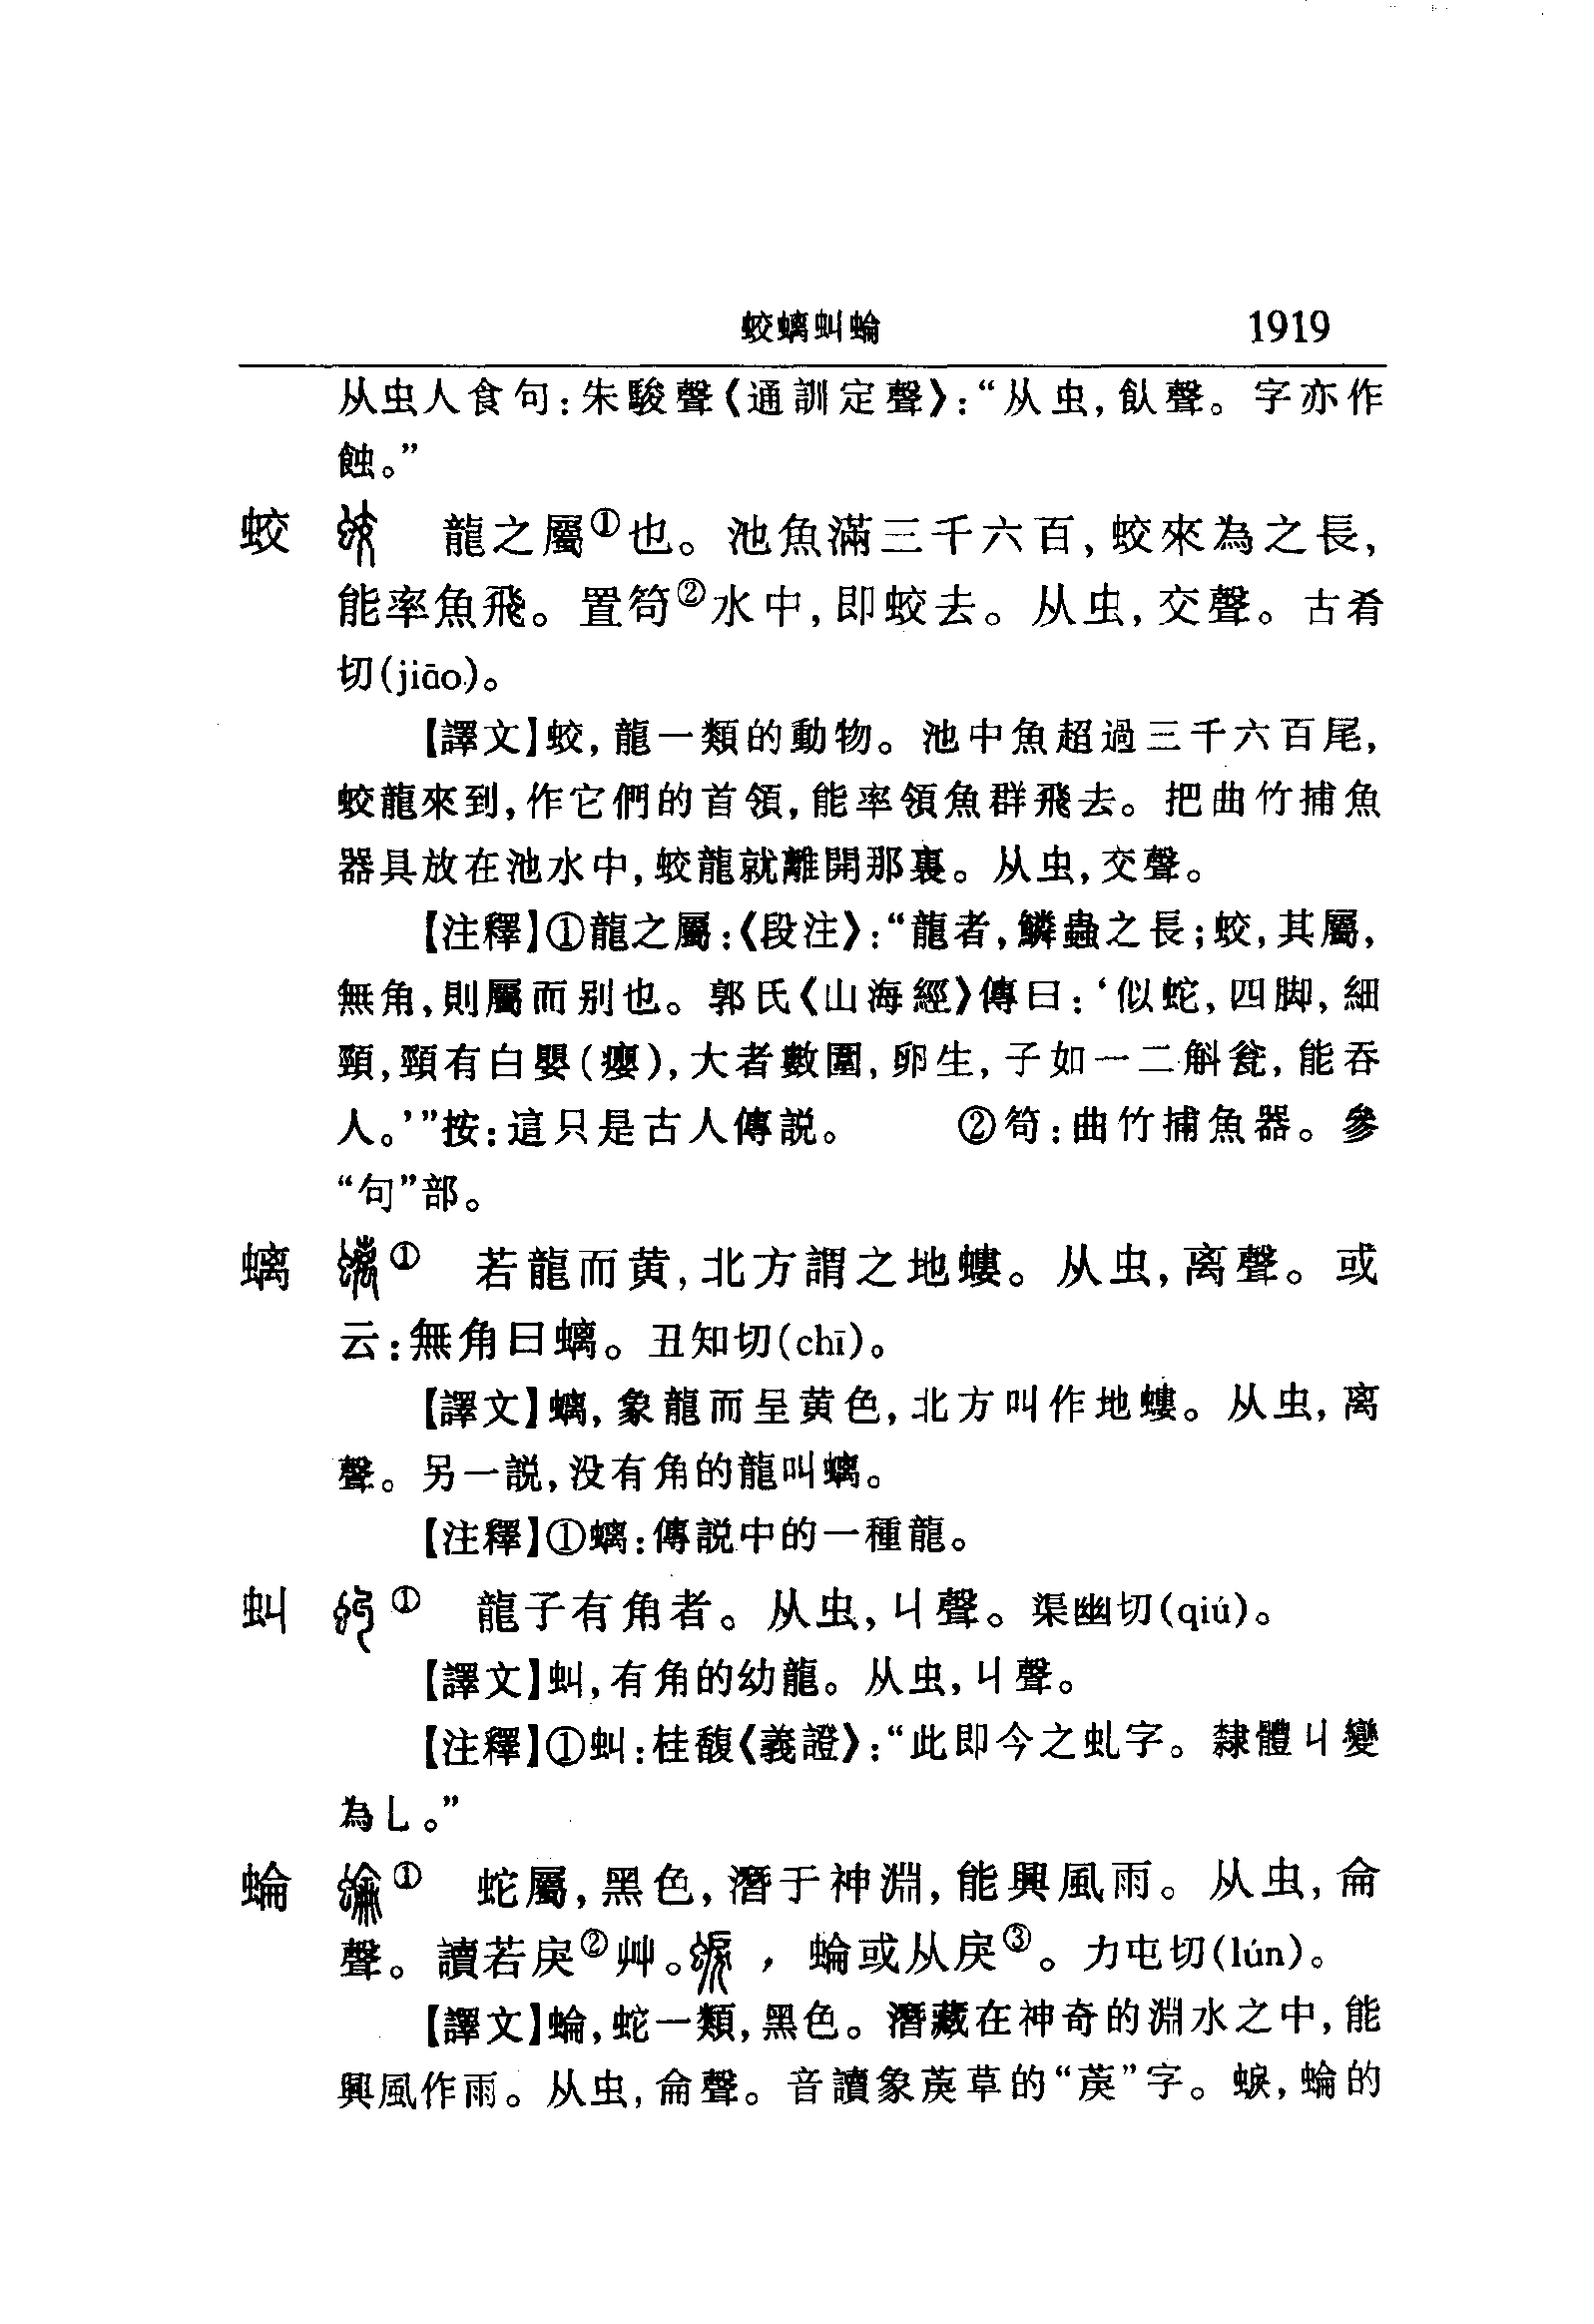 蛟螭虯蜦 1919
从虫人食句：朱駿聲《通訓定聲》：“从虫，飤聲。字亦作
蝕。”
蛟 龍之屬①也。池魚滿三千六百，蛟來為之長，
能率魚飛。置笱②水中，即蛟去。从虫，交聲。古肴
切(jiāo)。
【譯文】蛟，龍一類的動物。池中魚超過三千六百尾，
蛟龍來到，作它們的首領，能率領魚群飛去。把曲竹捕魚
器具放在池水中，蛟龍就離開那裏。从虫，交聲。
【注釋】①龍之屬：《段注》：“龍者，鱗蟲之長；蛟，其屬，
無角，則屬而别也。郭氏《山海經》傳曰：‘似蛇，四脚，細
頸，頸有白嬰(癭)，大者數圍，卵生，子如一二斛瓮，能吞
人。’”按：這只是古人傳説。 ②笱：曲竹捕魚器。參
“句”部。
螭 ① 若龍而黄，北方謂之地螻。从虫，离聲。或
云：無角曰螭。丑知切(chī)。
【譯文】螭，象龍而呈黄色，北方叫作地螻。从虫，离
聲。另一説，没有角的龍叫螭。
【注釋】①螭：傳説中的一種龍。
虯 ① 龍子有角者。从虫，丩聲。渠幽切(qiú)。
【譯文】虯，有角的幼龍。从虫，丩聲。
【注釋】①虯：桂馥《義證》：“此即今之虬字。隸體丩變
為乚。”
蜦 ① 蛇屬，黑色，潛于神淵，能興風雨。从虫，侖
聲。讀若戾②艸。，蜦或从戾③。力屯切(lún)。
【譯文】蜦，蛇一類，黑色。潛藏在神奇的淵水之中，能
興風作雨。从虫，侖聲。音讀象䓞草的“䓞”字。蜧，蜦的